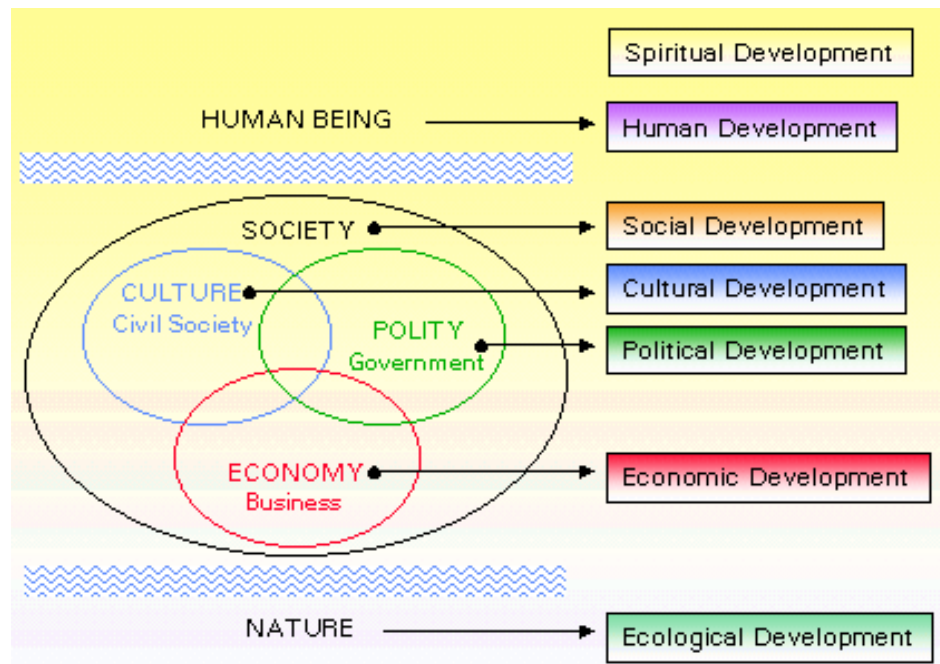 Spiritual Development
HUMAN BEING
Human Development
SOCIETY
Social Development
CULTURE
Civil Society
Cultural Development
POLITY
Government
Political Development
ECONOMY
Business
Economic Development
NATURE
Ecological Development